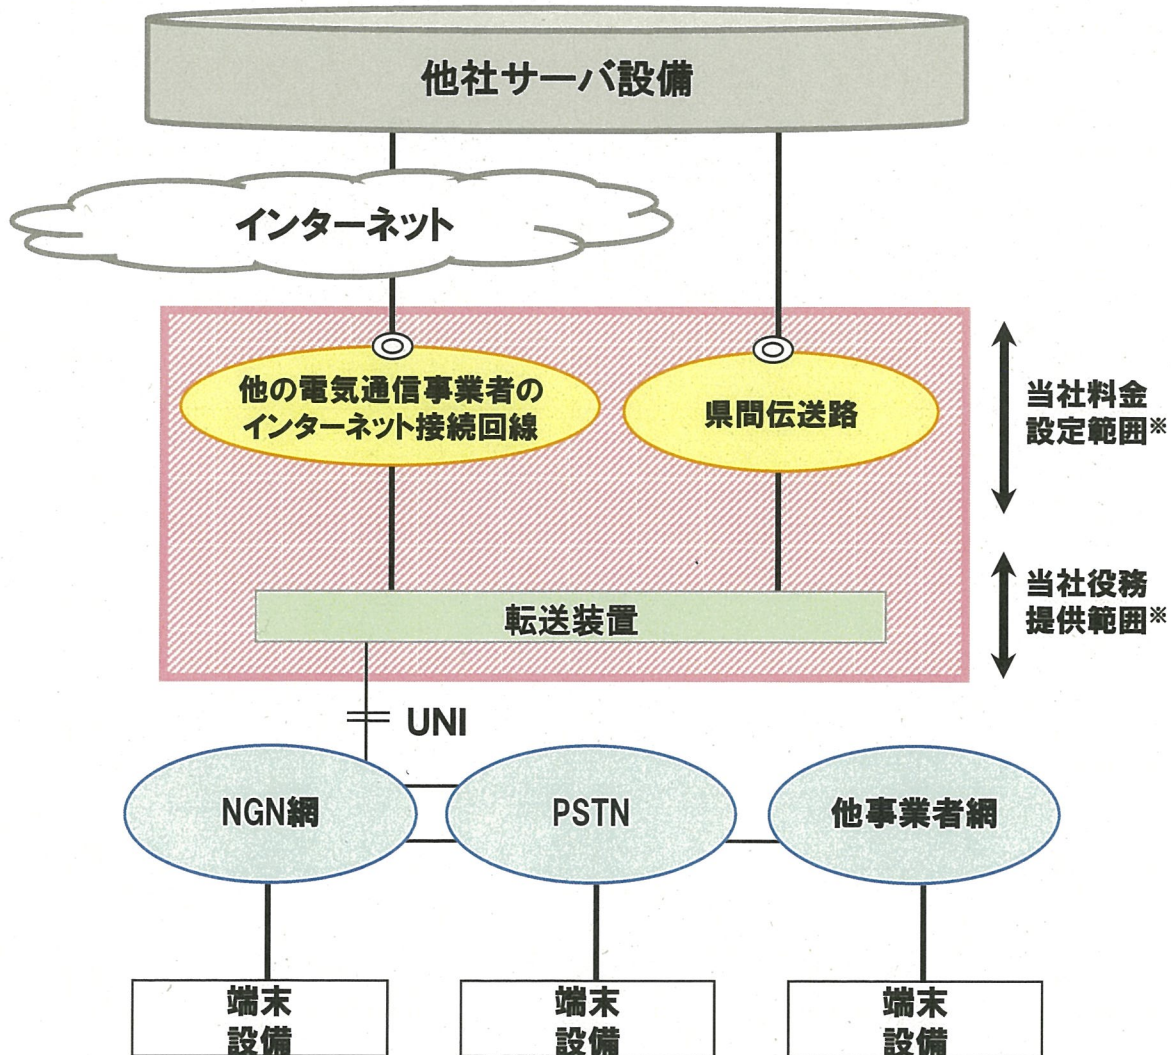 他社サーバ設備
インターネット
他の電気通信事業者の
インターネット接続回線
県間伝送路
当社料金
設定範囲※
転送装置
当社役務
提供範囲※
UNI
NGN網
PSTN
他事業者網
端末
設備
端末
設備
端末
設備